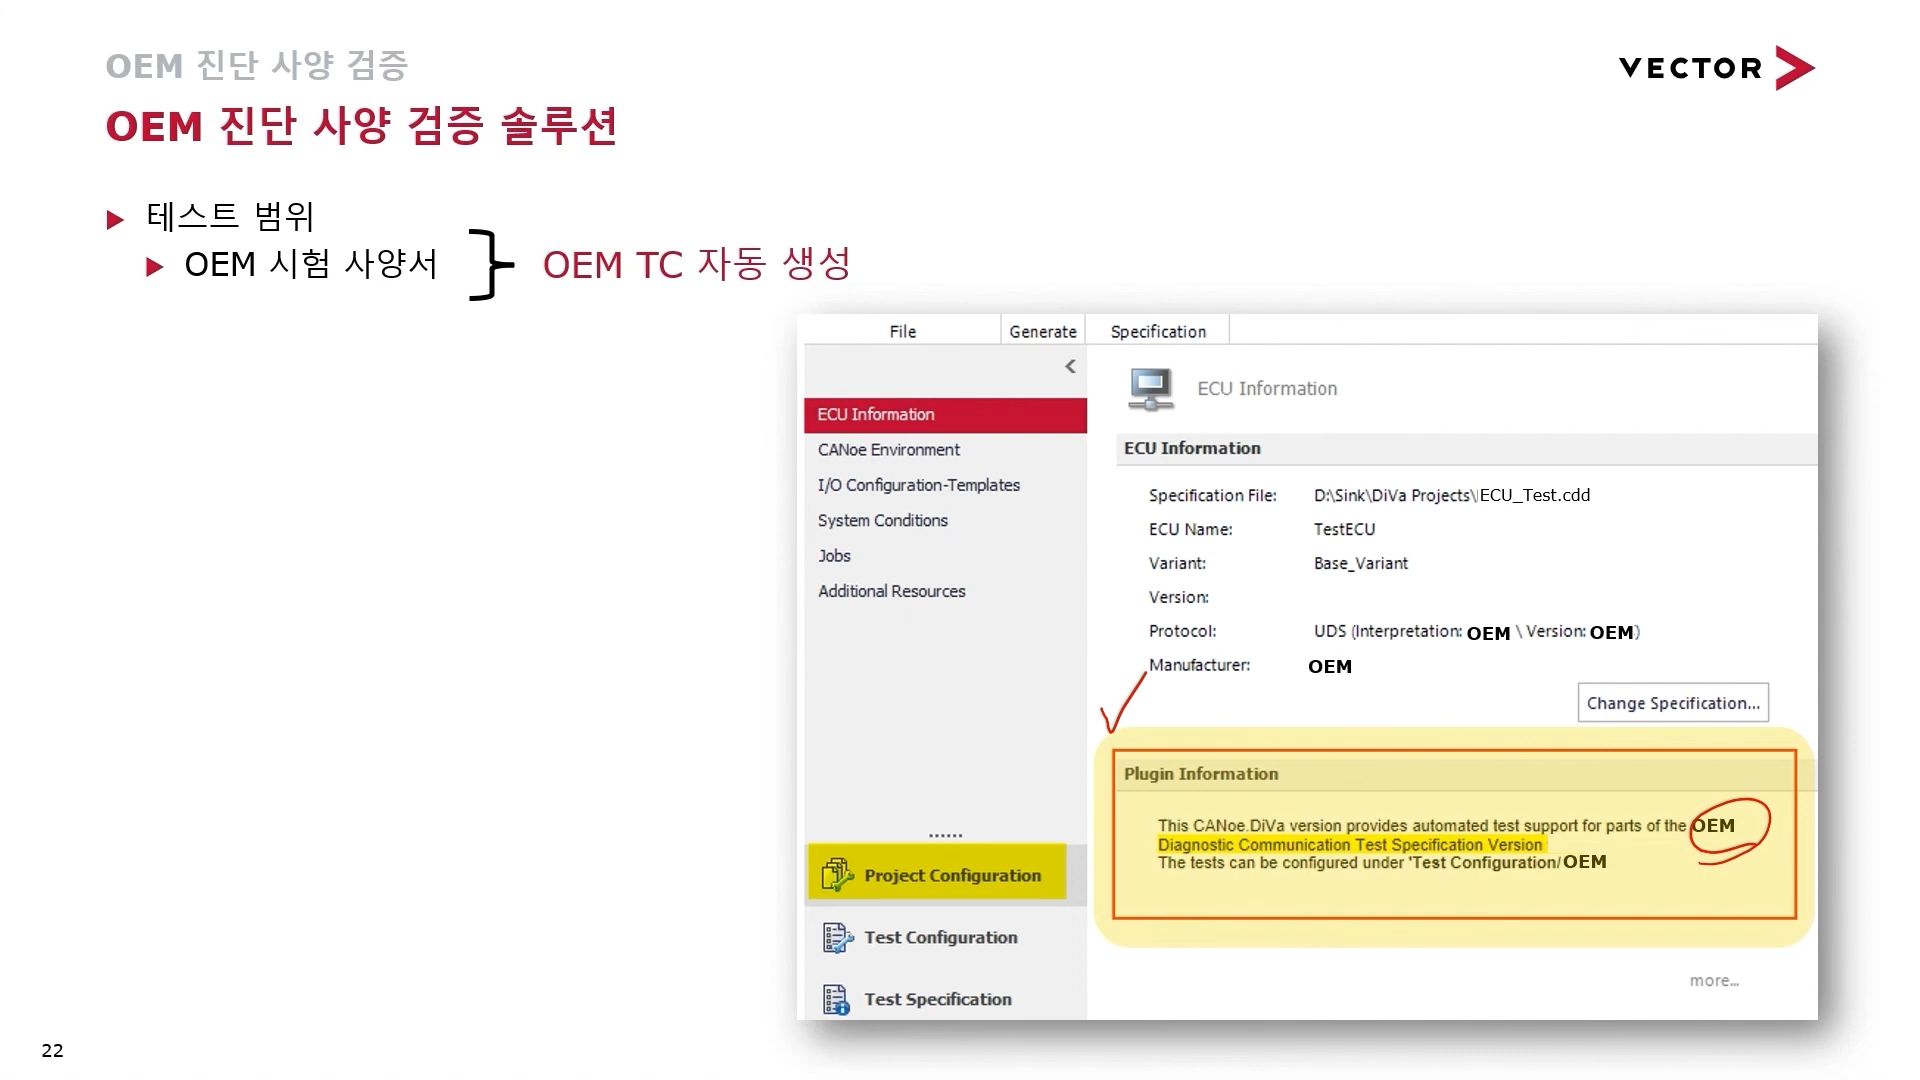 OEM 진단 사양 검증
VECTOR
OEM 진단 사양 검증 솔루션
테스트 범위
OEM 시험 사양서
OEM TC 자동 생성
File Generate Specification
ECU Information
CANoe Environment
I/O Configuration-Templates
System Conditions
Jobs
Additional Resources
Project Configuration
Test Configuration
Test Specification
ECU Information
ECU Information
Specification File: D:\Sink\DiVa Projects\ECU_Test.cdd
ECU Name: TestECU
Variant: Base_Variant
Version:
Protocol: UDS (Interpretation: OEM \ Version: OEM)
Manufacturer: OEM
Change Specification...
Plugin Information
This CANoe.DiVa version provides automated test support for parts of the OEM
Diagnostic Communication Test Specification Version
The tests can be configured under 'Test Configuration/OEM
more...
22